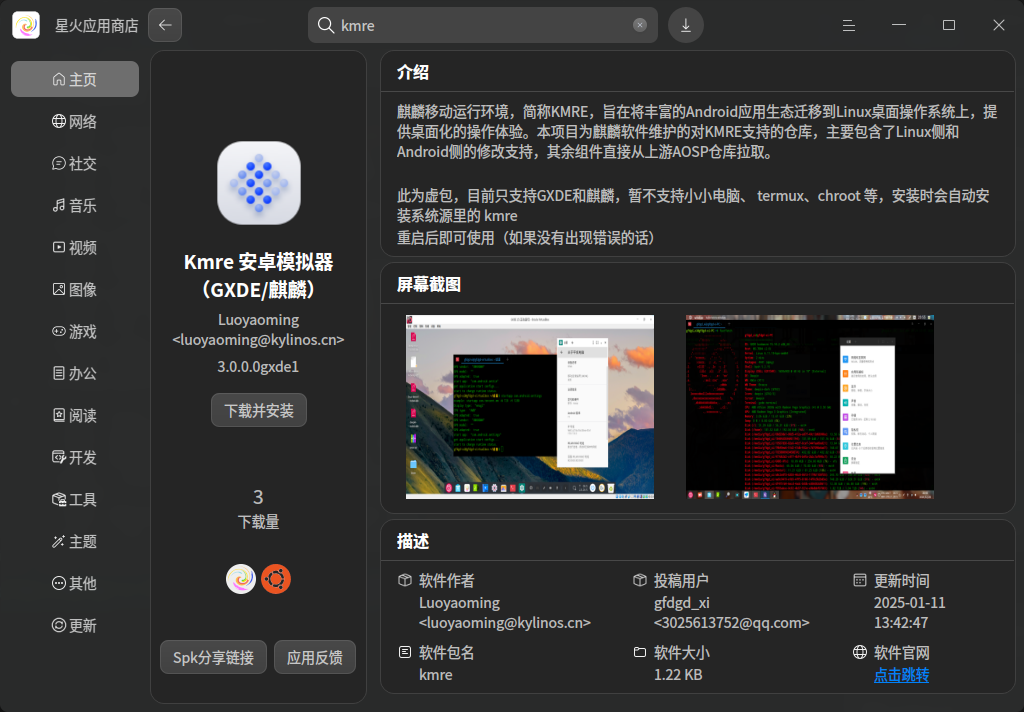 星火应用商店
kmre
主页
网络
社交
音乐
视频
图像
游戏
办公
阅读
开发
工具
主题
其他
更新
Kmre 安卓模拟器
（GXDE/麒麟）
Luoyaoming
<luoyaoming@kylinos.cn>
3.0.0.0gxde1
下载并安装
3
下载量
Spk分享链接
应用反馈
介绍
麒麟移动运行环境，简称KMRE，旨在将丰富的Android应用生态迁移到Linux桌面操作系统上，提
供桌面化的操作体验。本项目为麒麟软件维护的对KMRE支持的仓库，主要包含了Linux侧和
Android侧的修改支持，其余组件直接从上游AOSP仓库拉取。
此为虚包，目前只支持GXDE和麒麟，暂不支持小小电脑、 termux、chroot 等，安装时会自动安
装系统源里的 kmre
重启后即可使用（如果没有出现错误的话）
屏幕截图
描述
软件作者
Luoyaoming
<luoyaoming@kylinos.cn>
投稿用户
gfdgd_xi
<3025613752@qq.com>
更新时间
2025-01-11
13:42:47
软件包名
kmre
软件大小
1.22 KB
软件官网
点击跳转